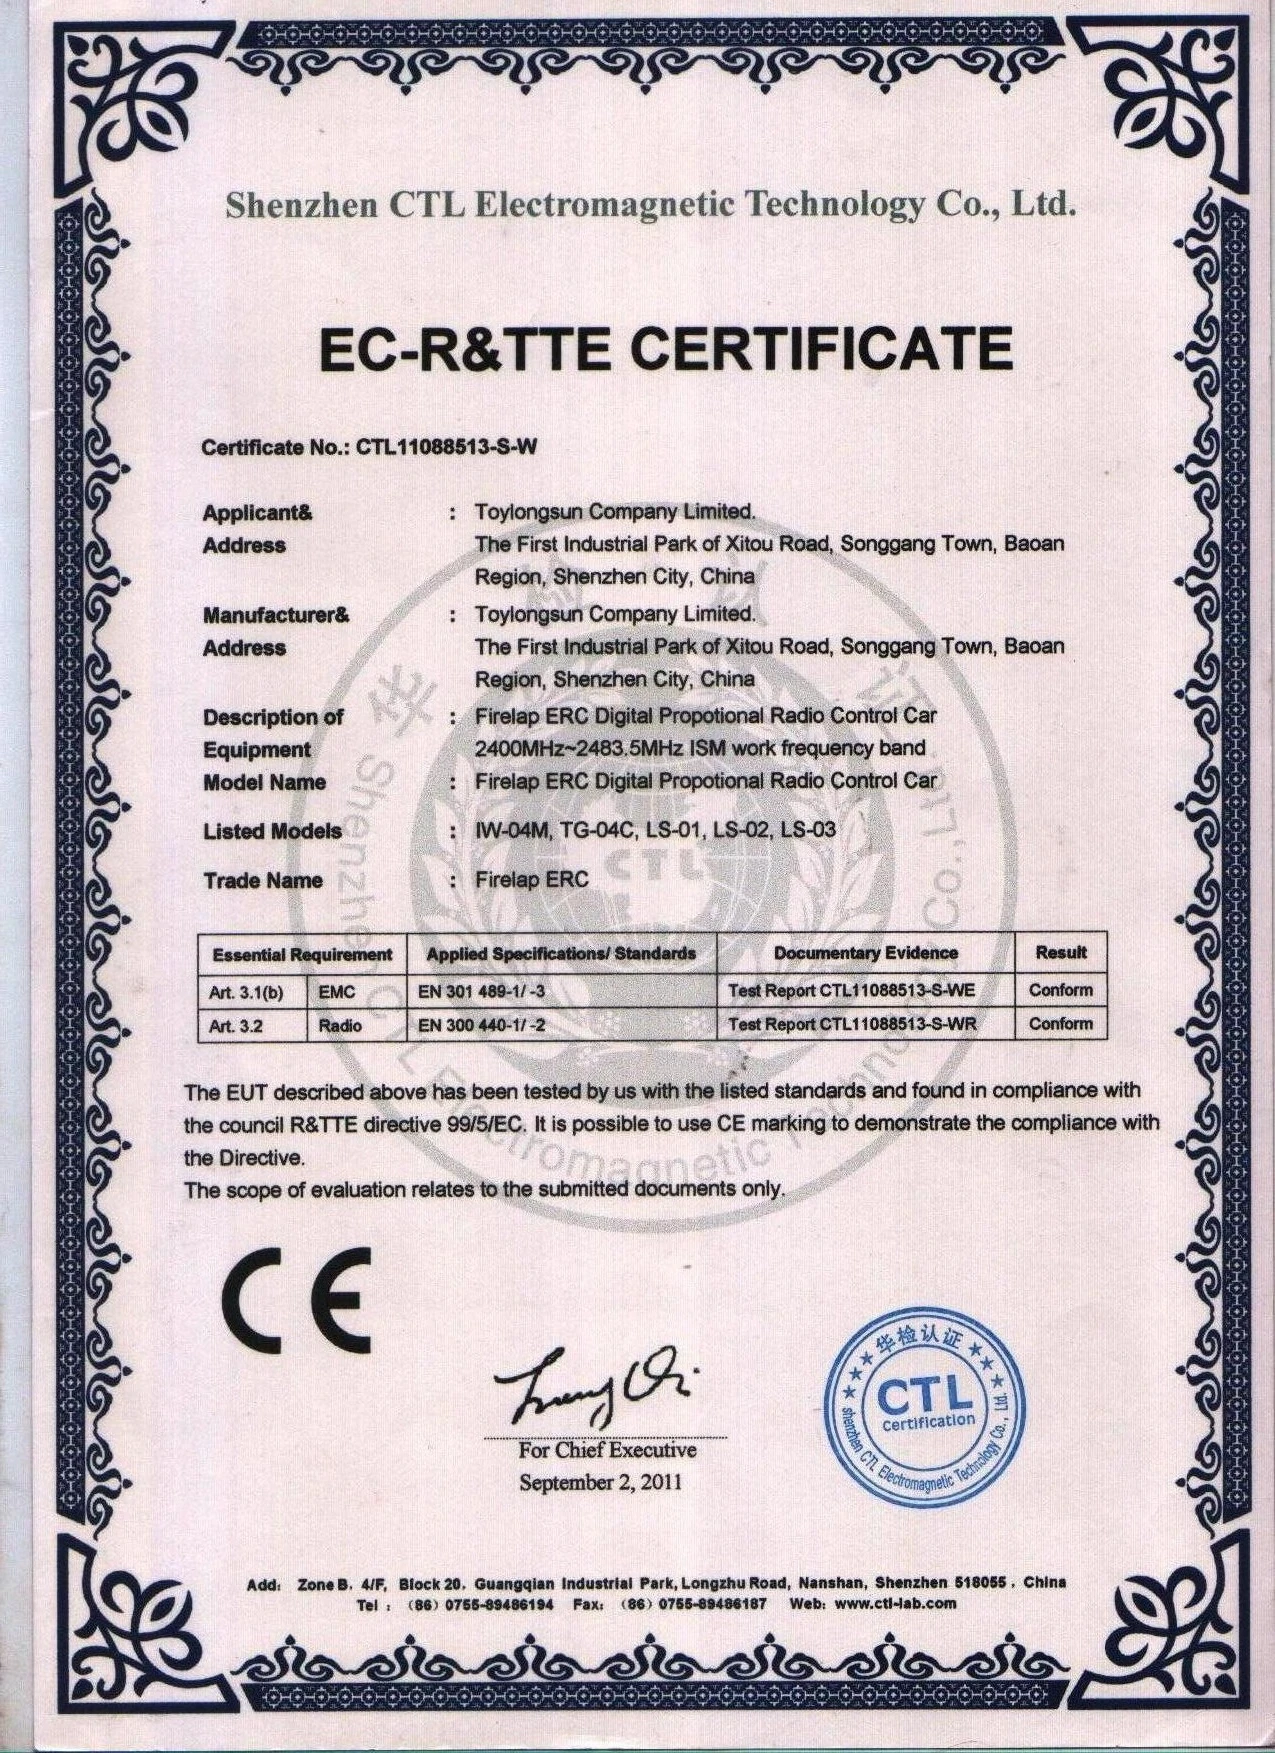 Shenzhen CTL Electromagnetic Technology Co., Ltd.
EC-R&TTE CERTIFICATE
Certificate No.: CTL11088513-S-W
Applicant& : Toylongsun Company Limited.
Address The First Industrial Park of Xitou Road, Songgang Town, Baoan
Region, Shenzhen City, China
Manufacturer& : Toylongsun Company Limited.
Address The First Industrial Park of Xitou Road, Songgang Town, Baoan
Region, Shenzhen City, China
Description of : Firelap ERC Digital Propotional Radio Control Car
Equipment 2400MHz~2483.5MHz ISM work frequency band
Model Name : Firelap ERC Digital Propotional Radio Control Car
Listed Models : IW-04M, TG-04C, LS-01, LS-02, LS-03
Trade Name : Firelap ERC
Essential Requirement Applied Specifications/ Standards Documentary Evidence Result
Art. 3.1(b) EMC EN 301 489-1/ -3 Test Report CTL11088513-S-WE Conform
Art. 3.2 Radio EN 300 440-1/ -2 Test Report CTL11088513-S-WR Conform
The EUT described above has been tested by us with the listed standards and found in compliance with
the council R&TTE directive 99/5/EC. It is possible to use CE marking to demonstrate the compliance with
the Directive.
The scope of evaluation relates to the submitted documents only.
CE
For Chief Executive
September 2, 2011
华检认证
CTL
Certification
shenzhen CTL Electromagnetic Technology Co., Ltd.
Add: Zone B, 4/F, Block 20, Guangqian Industrial Park, Longzhu Road, Nanshan, Shenzhen 518055, China
Tel : (86) 0755-89486194 Fax: (86) 0755-89486187 Web: www.ctl-lab.com
华检认证
Shenzhen CTL Electromagnetic Technology Co., Ltd.
CTL